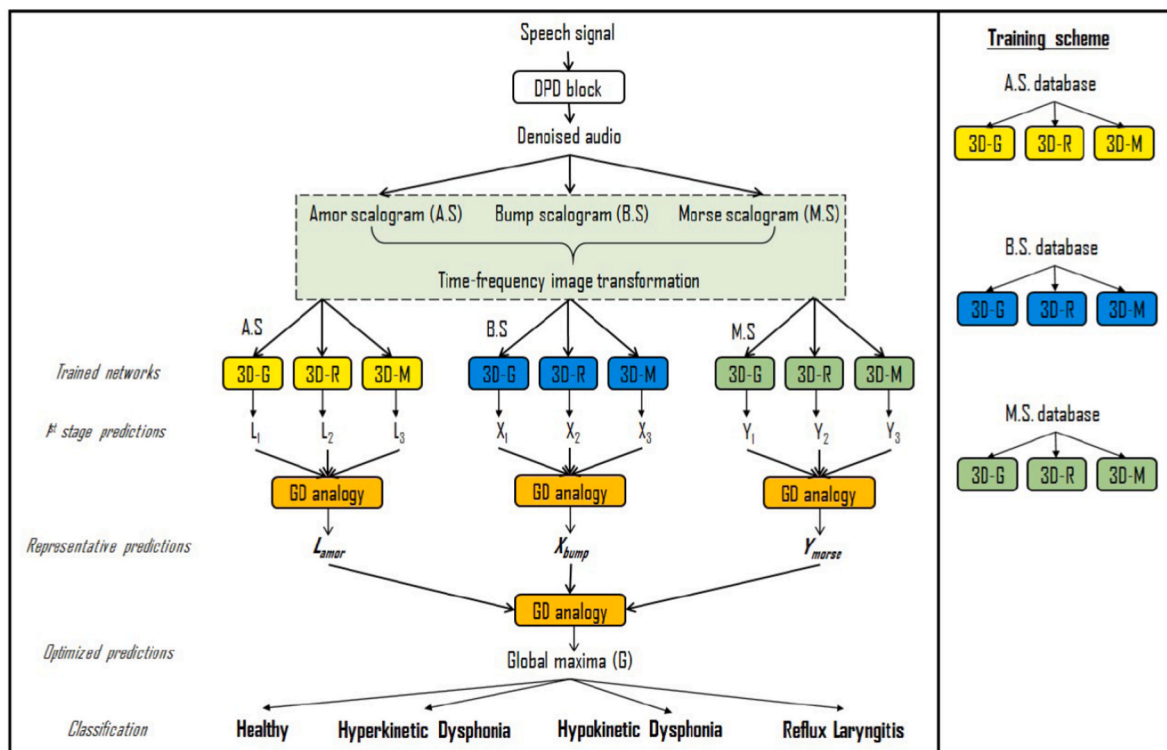 Speech signal
DPD block
Denoised audio
Amor scalogram (A.S) Bump scalogram (B.S) Morse scalogram (M.S)
Time-frequency image transformation
A.S B.S M.S
Trained networks 3D-G 3D-R 3D-M 3D-G 3D-R 3D-M 3D-G 3D-R 3D-M
1st stage predictions L1 L2 L3 X1 X2 X3 Y1 Y2 Y3
GD analogy GD analogy GD analogy
Representative predictions Lamor Xbump Ymorse
GD analogy
Optimized predictions
Global maxima (G)
Classification Healthy Hyperkinetic Dysphonia Hypokinetic Dysphonia Reflux Laryngitis
Training scheme
A.S. database
3D-G 3D-R 3D-M
B.S. database
3D-G 3D-R 3D-M
M.S. database
3D-G 3D-R 3D-M